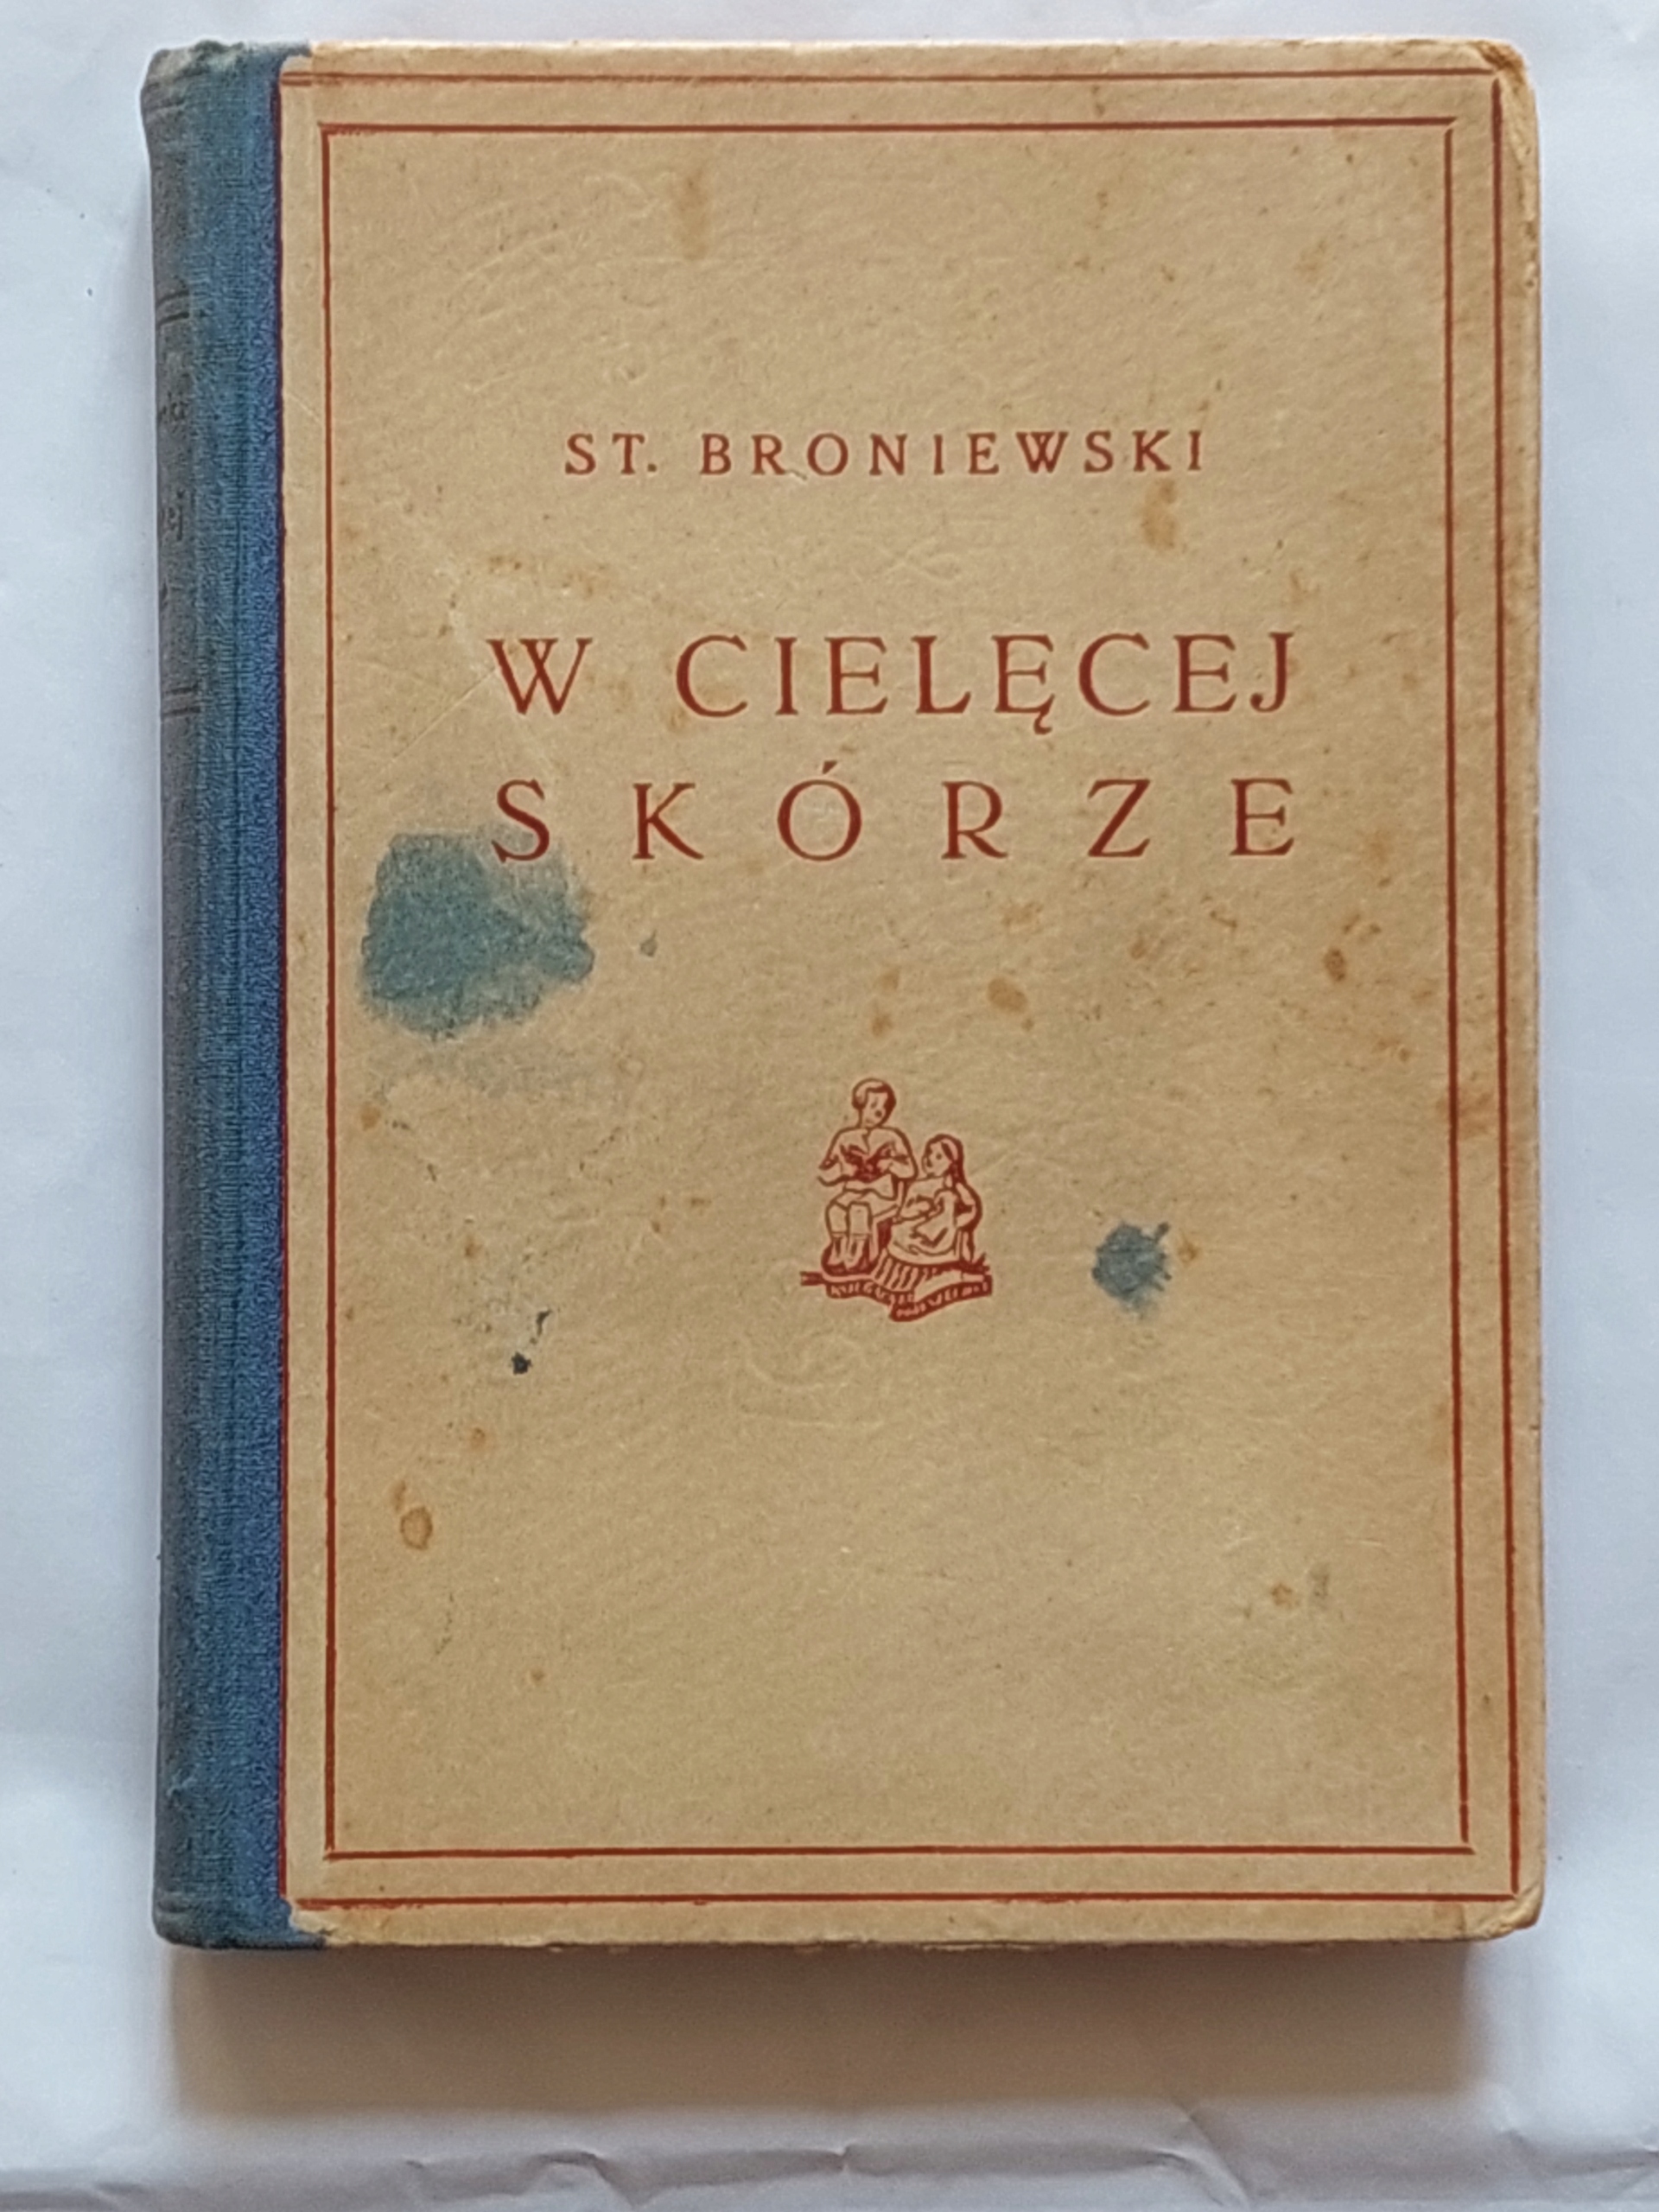 ST. BRONIEWSKI
W CIELĘCEJ
SKÓRZE